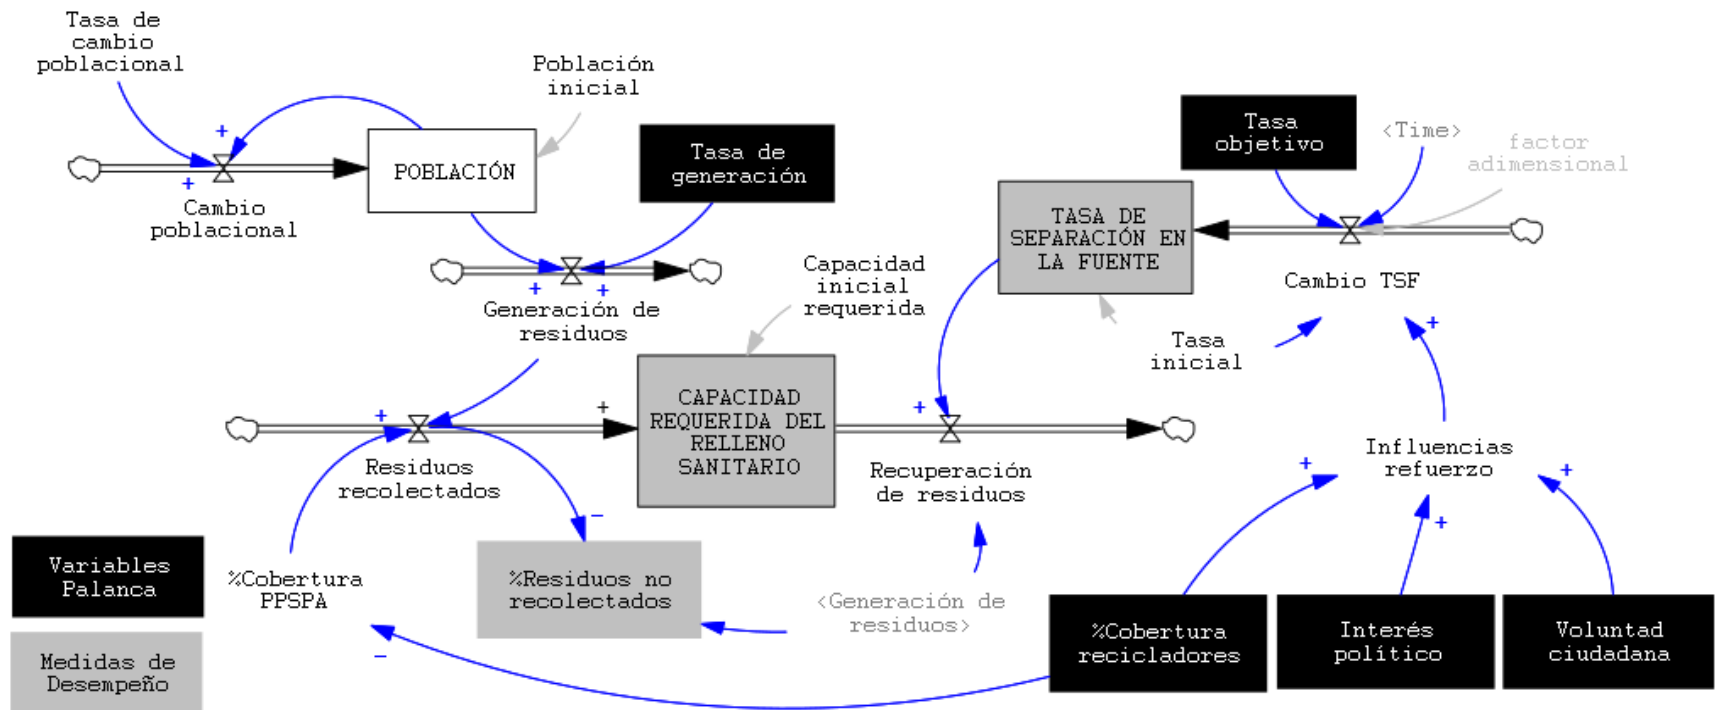 Tasa de
cambio
poblacional
Población
inicial
+
POBLACIÓN
+
Cambio
poblacional
Tasa de
generación
Tasa
objetivo
<Time>
factor
adimensional
TASA DE
SEPARACIÓN EN
LA FUENTE
Cambio TSF
+
+
Generación de
residuos
Capacidad
inicial
requerida
Tasa
inicial
+
+
+
CAPACIDAD
REQUERIDA DEL
RELLENO
SANITARIO
+
Residuos
recolectados
Recuperación
de residuos
Influencias
refuerzo
+
+
+
−
Variables
Palanca
%Cobertura
PPSPA
%Residuos no
recolectados
<Generación de
residuos>
−
%Cobertura
recicladores
Interés
político
Voluntad
ciudadana
Medidas de
Desempeño